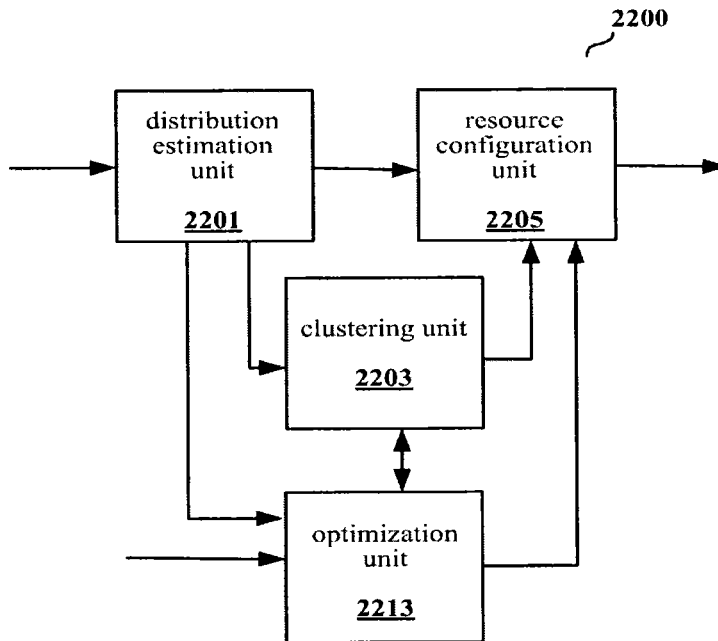 2200
distribution
estimation
unit
2201
resource
configuration
unit
2205
clustering unit
2203
optimization
unit
2213